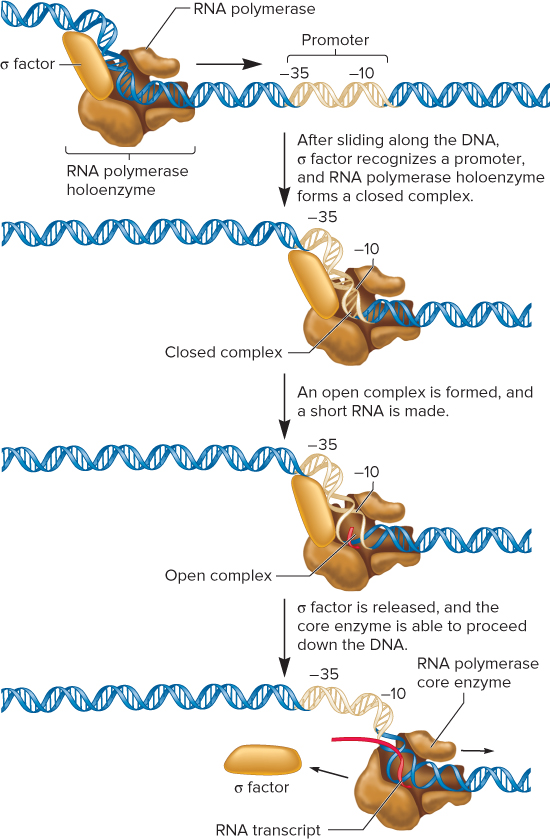 RNA polymerase
Promoter
σ factor
–35
–10
RNA polymerase
holoenzyme
After sliding along the DNA,
σ factor recognizes a promoter,
and RNA polymerase holoenzyme
forms a closed complex.
–35
–10
Closed complex
An open complex is formed, and
a short RNA is made.
–35
–10
Open complex
σ factor is released, and the
core enzyme is able to proceed
down the DNA.
–35
–10
RNA polymerase
core enzyme
σ factor
RNA transcript